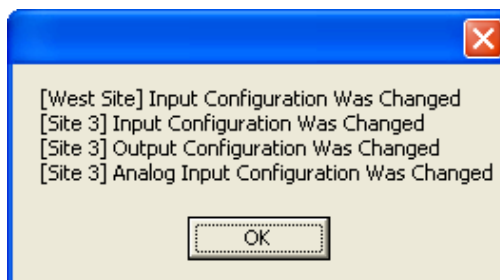 [West Site] Input Configuration Was Changed
[Site 3] Input Configuration Was Changed
[Site 3] Output Configuration Was Changed
[Site 3] Analog Input Configuration Was Changed
OK